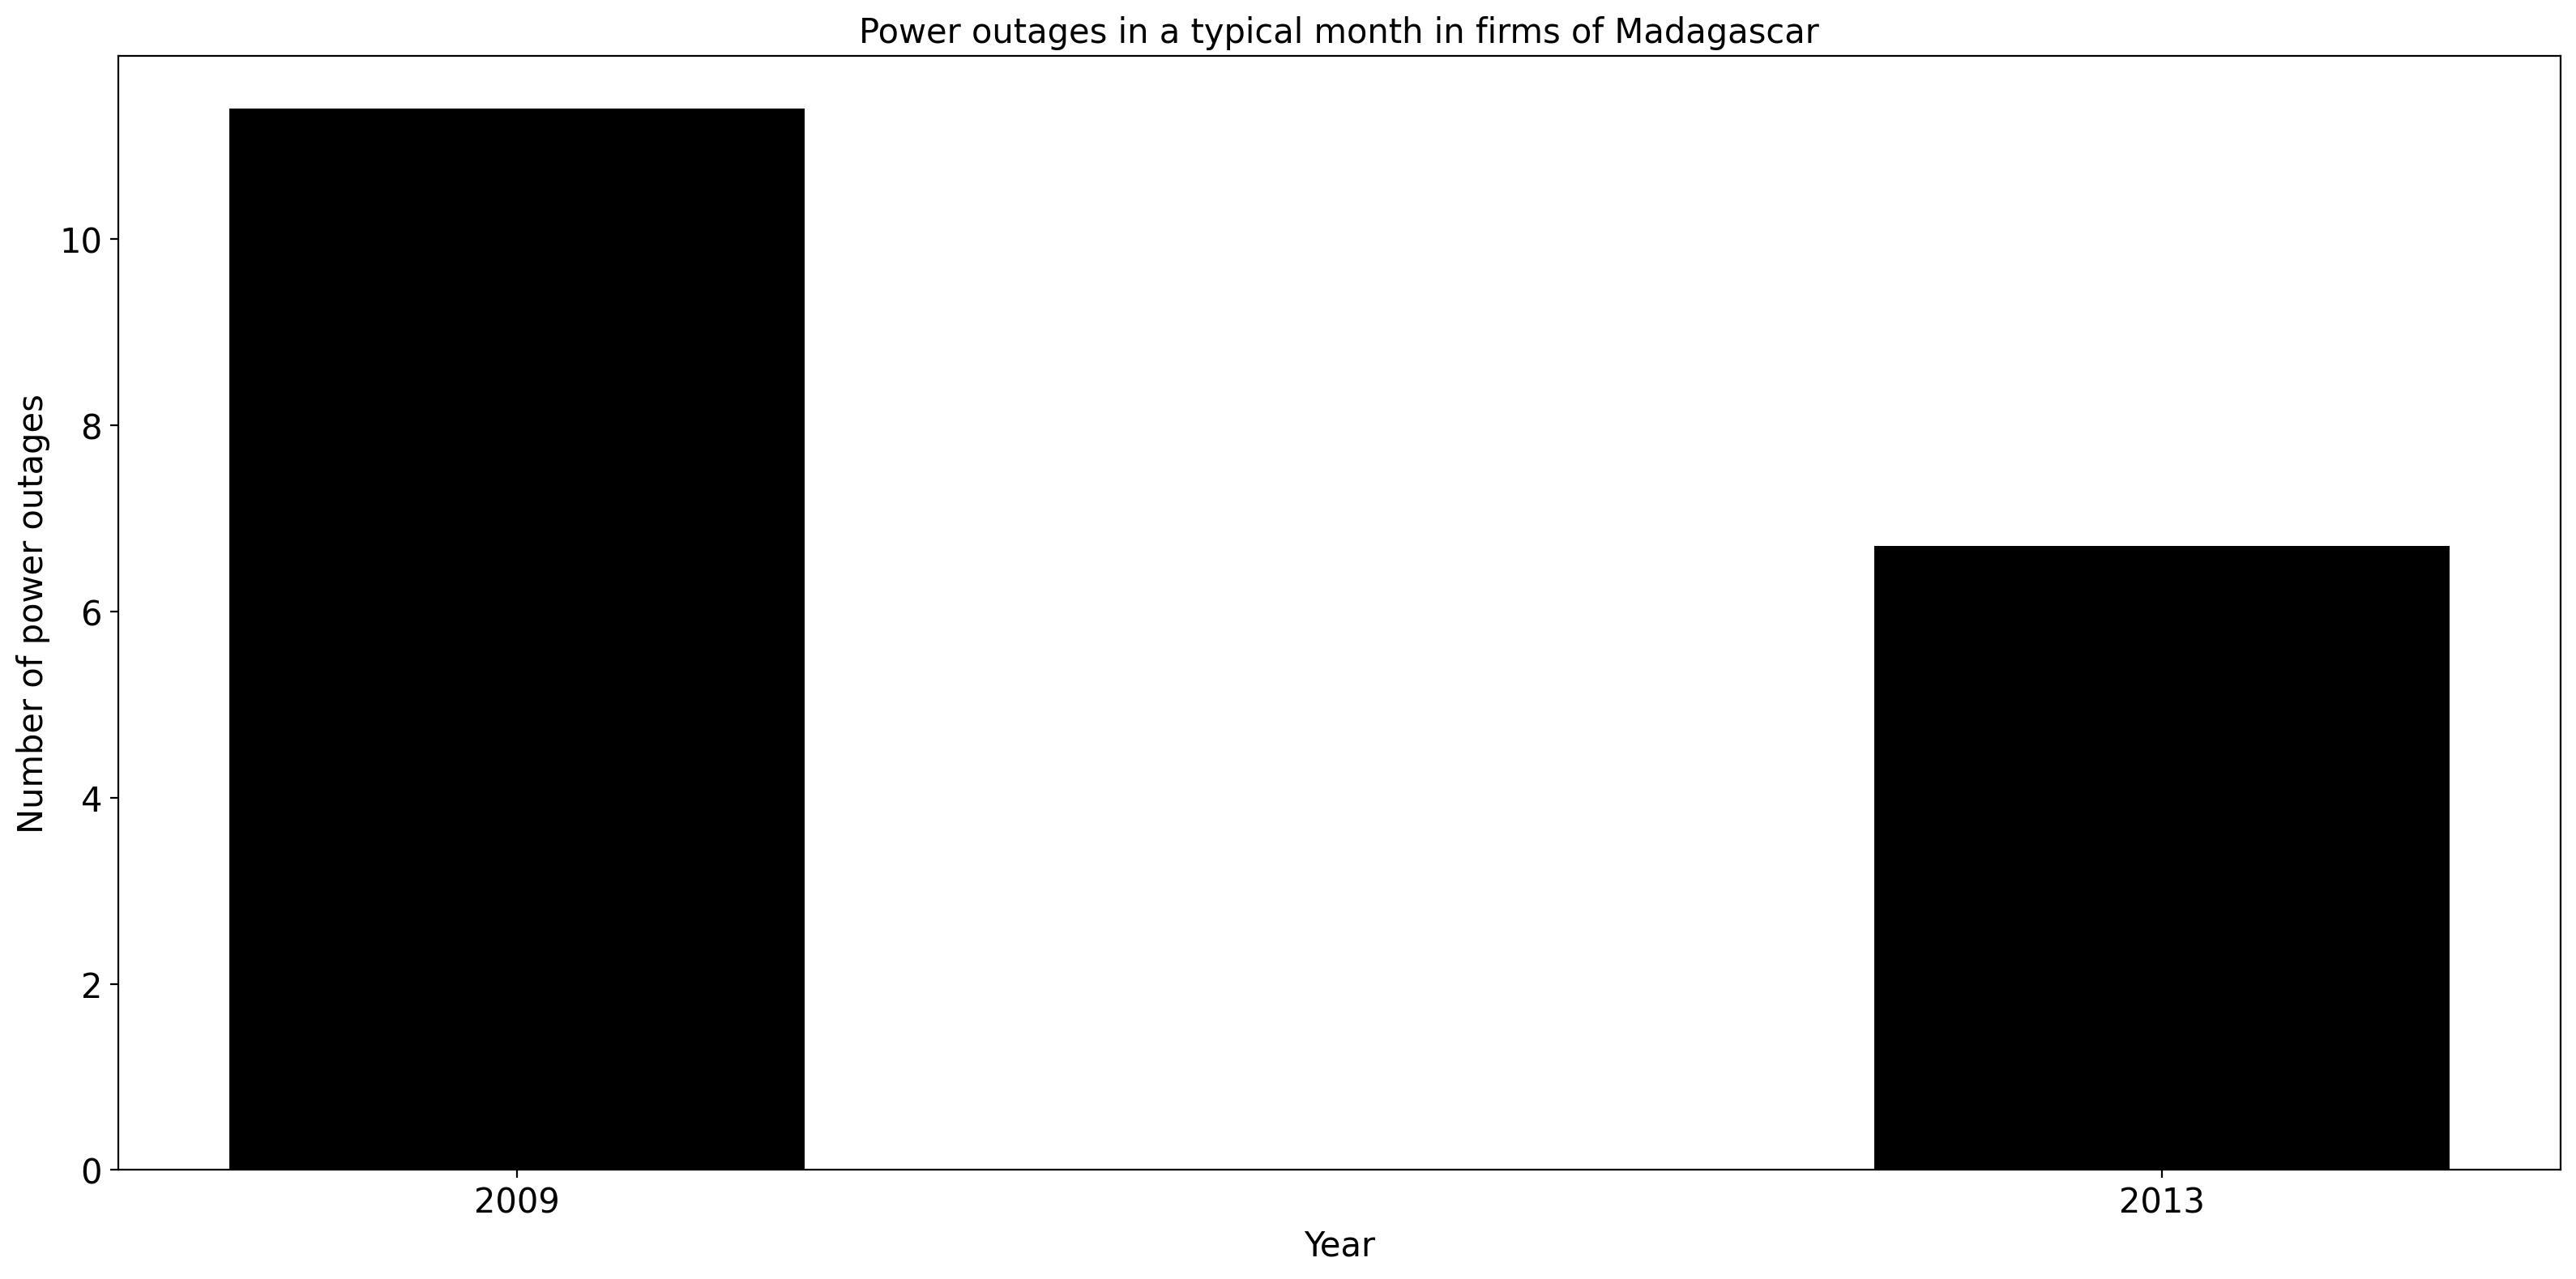 Power outages in a typical month in firms of Madagascar
Number of power outages
10
8
6
4
2
0
2009 2013
Year